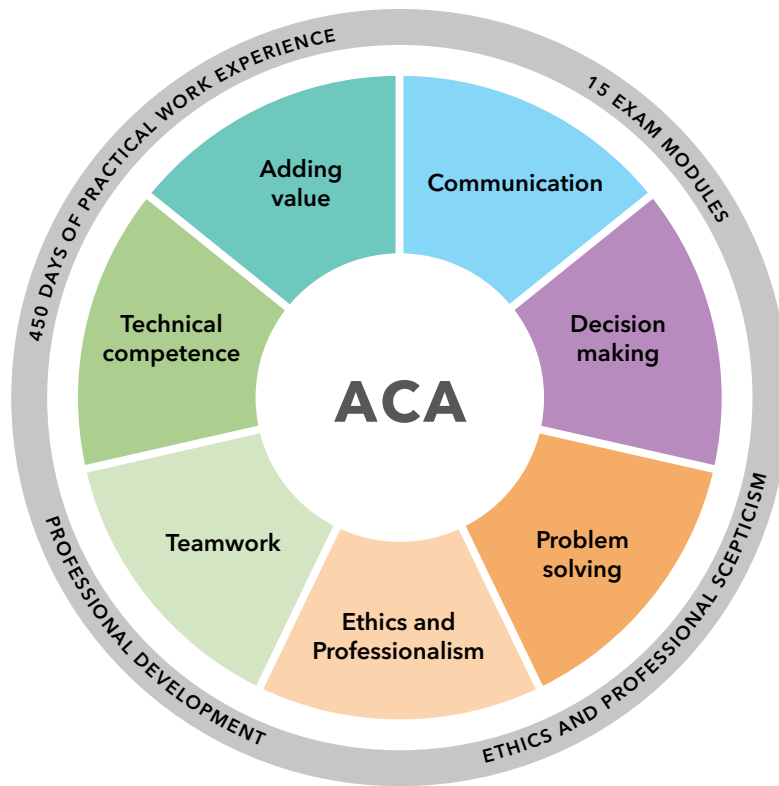 450 DAYS OF PRACTICAL WORK EXPERIENCE
15 EXAM MODULES
Adding
value
Communication
Technical
competence
Decision
making
ACA
Teamwork
Problem
solving
Ethics and
Professionalism
PROFESSIONAL DEVELOPMENT
ETHICS AND PROFESSIONAL SCEPTICISM